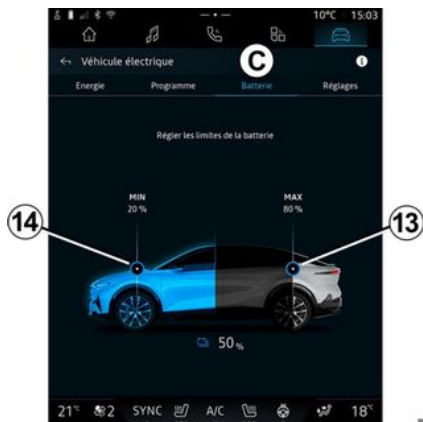 10°C 15:03
Véhicule électrique
C
Energie Programme Batterie Réglages
Régler les limites de la batterie
MIN MAX
20 % 80 %
14 13
50 %
21°C 2 SYNC A/C 18°C